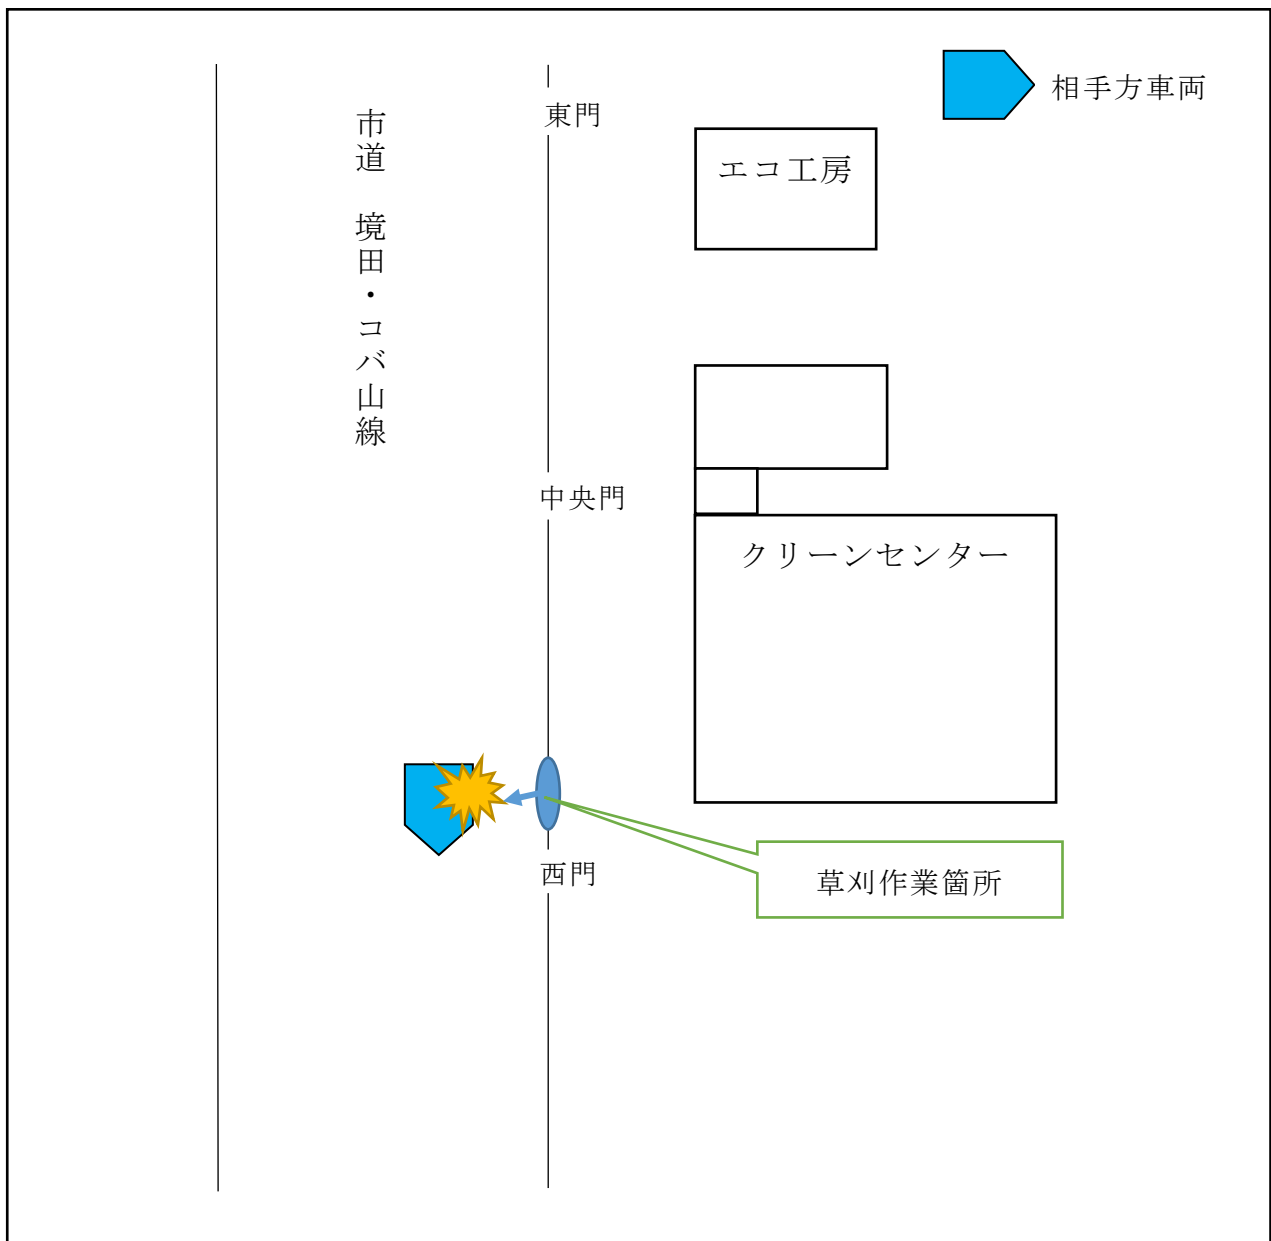 相手方車両
市道　境田・コバ山線
東門
エコ工房
中央門
クリーンセンター
西門
草刈作業箇所